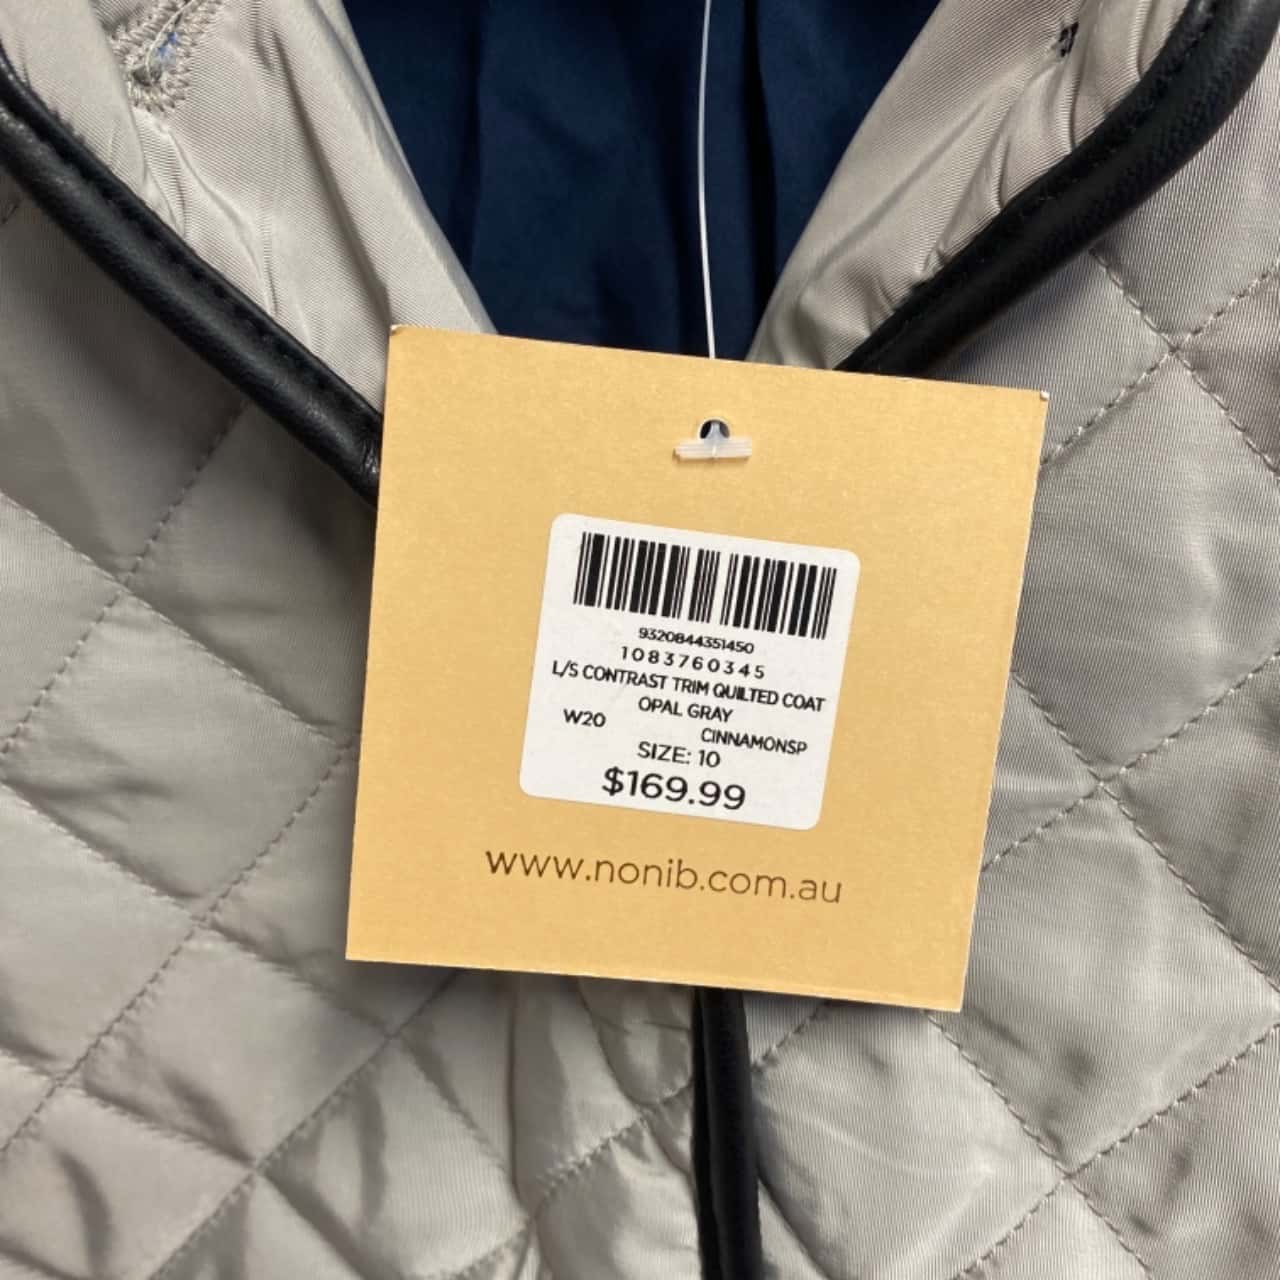 9320844351450
1083760345
L/S CONTRAST TRIM QUILTED COAT
OPAL GRAY
W20 CINNAMONSP
SIZE: 10
$169.99
www.nonib.com.au